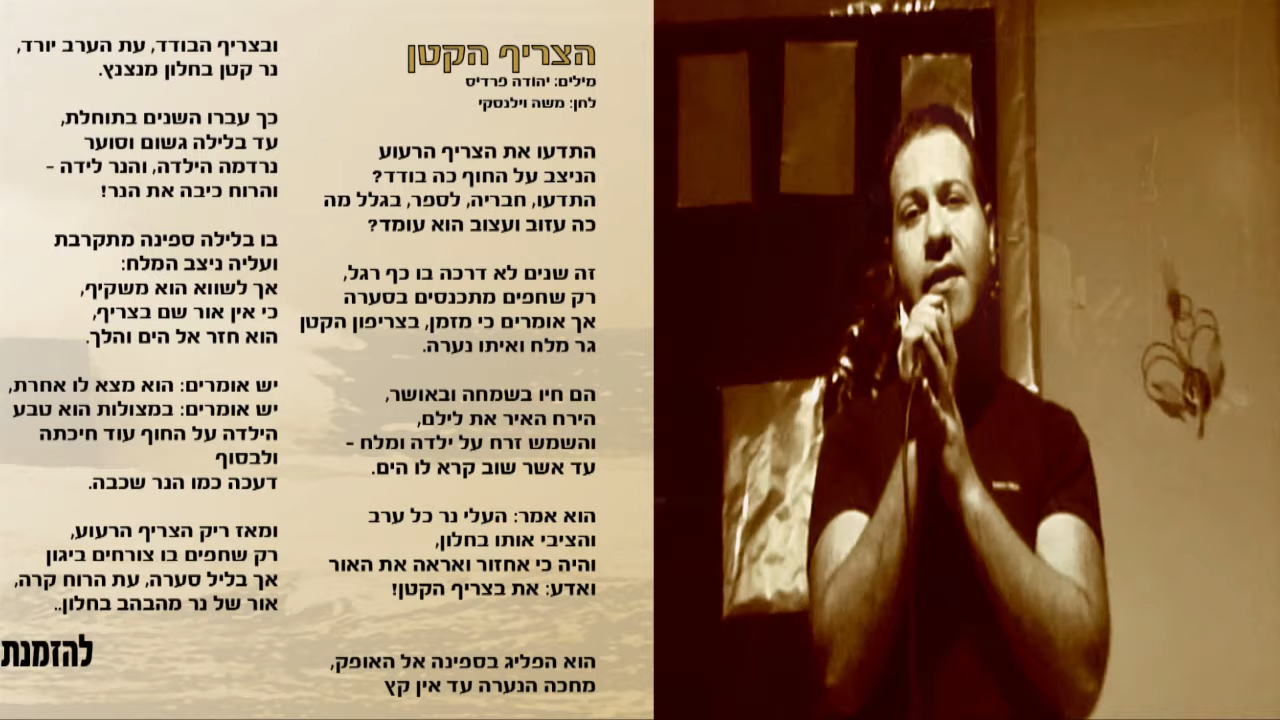 הצריף הקטן
מילים: יהודה פרדיס
לחן: משה וילנסקי
התדעו את הצריף הרעוע
הניצב על החוף כה בודד?
התדעו, חבריה, לספר, בגלל מה
כה עזוב ועצוב הוא עומד?
זה שנים לא דרכה בו כף רגל,
רק שחפים מתכנסים בסערה
אך אומרים כי מזמן, בצריפון הקטן
גר מלח ואיתו נערה.
הם חיו בשמחה ובאושר,
הירח האיר את לילם,
והשמש זרח על ילדה ומלח -
עד אשר שוב קרא לו הים.
הוא אמר: העלי נר כל ערב
והציבי אותו בחלון,
והיה כי אחזור ואראה את האור
ואדע: את בצריף הקטן!
הוא הפליג בספינה אל האופק,
מחכה הנערה עד אין קץ
ובצריף הבודד, עת הערב יורד,
נר קטן בחלון מנצנץ.
כך עברו השנים בתוחלת,
עד בלילה גשום וסוער
נרדמה הילדה, והנר לידה -
והרוח כיבה את הנר!
בו בלילה ספינה מתקרבת
ועליה ניצב המלח:
אך לשווא הוא משקיף,
כי אין אור שם בצריף,
הוא חזר אל הים והלך.
יש אומרים: הוא מצא לו אחרת,
יש אומרים: במצולות הוא טבע
הילדה על החוף עוד חיכתה
ולבסוף
דעכה כמו הנר שכבה.
ומאז ריק הצריף הרעוע,
רק שחפים בו צורחים ביגון
אך בליל סערה, עת הרוח קרה,
אור של נר מהבהב בחלון..
להזמנת